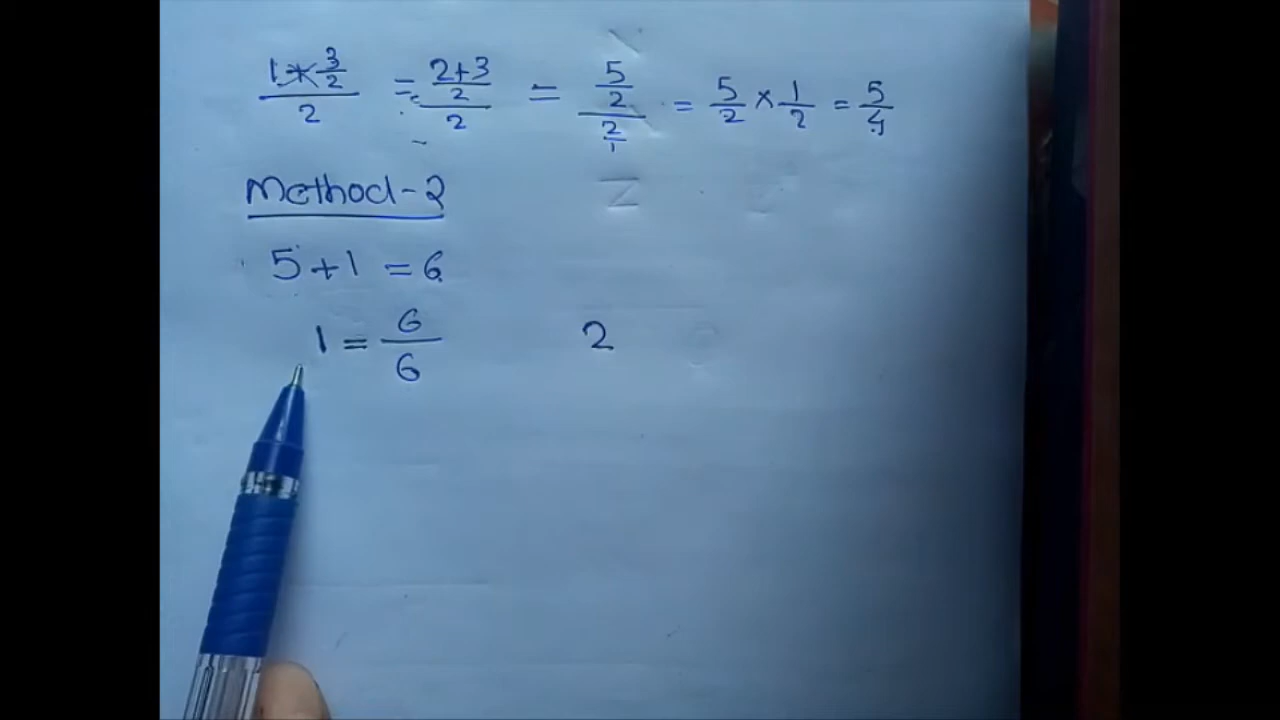 (1+3/2)/2 = ((2+3)/2)/2 = (5/2)/(2/1) = 5/2 × 1/2 = 5/4
Method-2
5+1 = 6
1 = 6/6 2